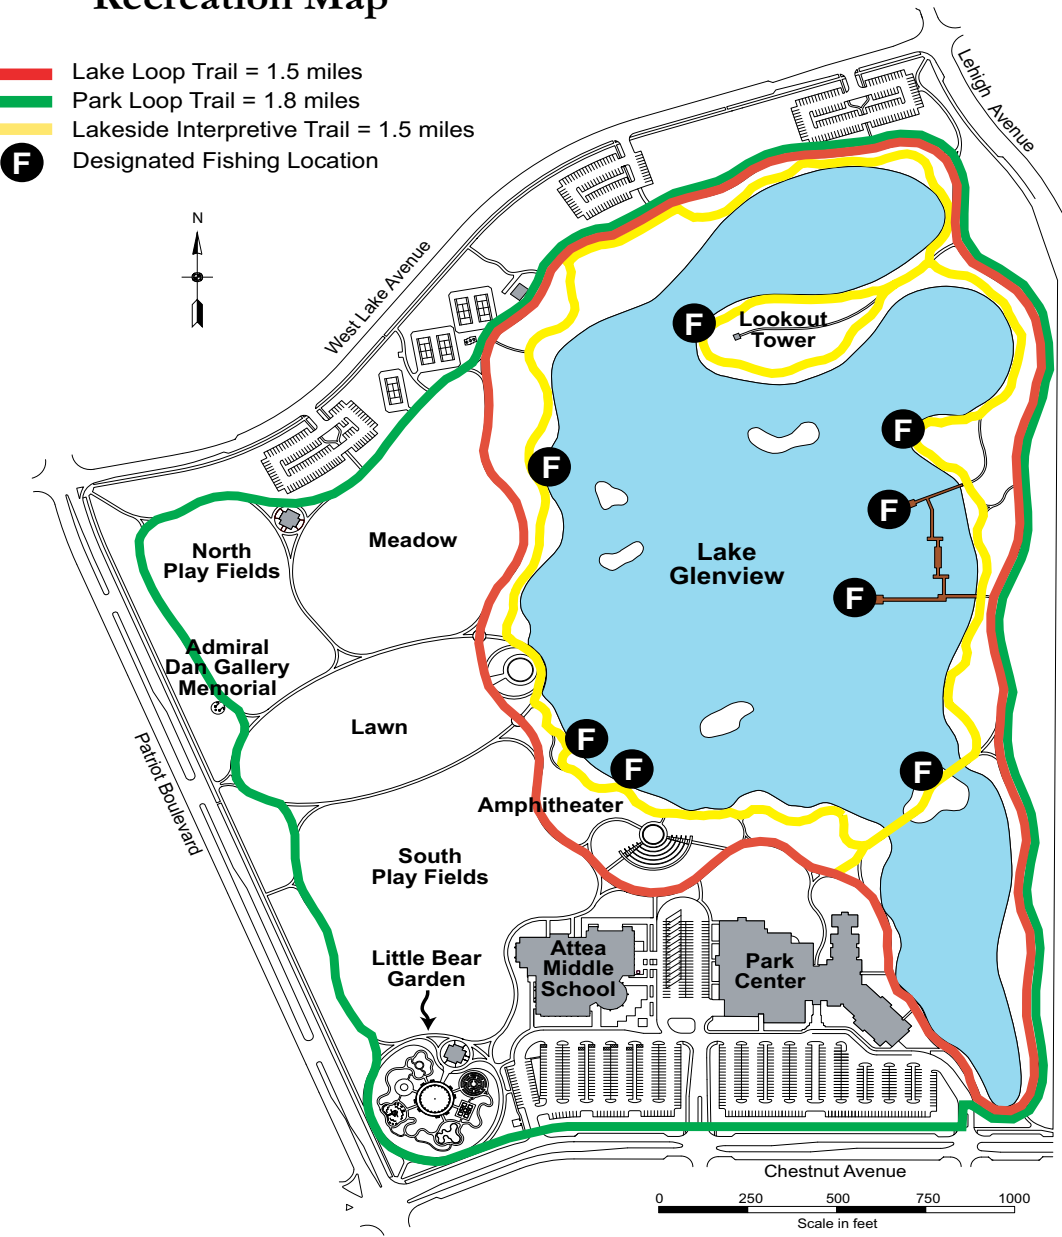 Recreation Map
Lake Loop Trail = 1.5 miles
Park Loop Trail = 1.8 miles
Lakeside Interpretive Trail = 1.5 miles
F
Designated Fishing Location
N
West Lake Avenue
Lehigh Avenue
F
Lookout
Tower
F
F
F
Meadow
North
Play Fields
Lake
Glenview
F
Admiral
Dan Gallery
Memorial
Lawn
F
F
F
Patriot Boulevard
Amphitheater
South
Play Fields
Little Bear
Garden
Attea
Middle
School
Park
Center
Chestnut Avenue
0 250 500 750 1000
Scale in feet